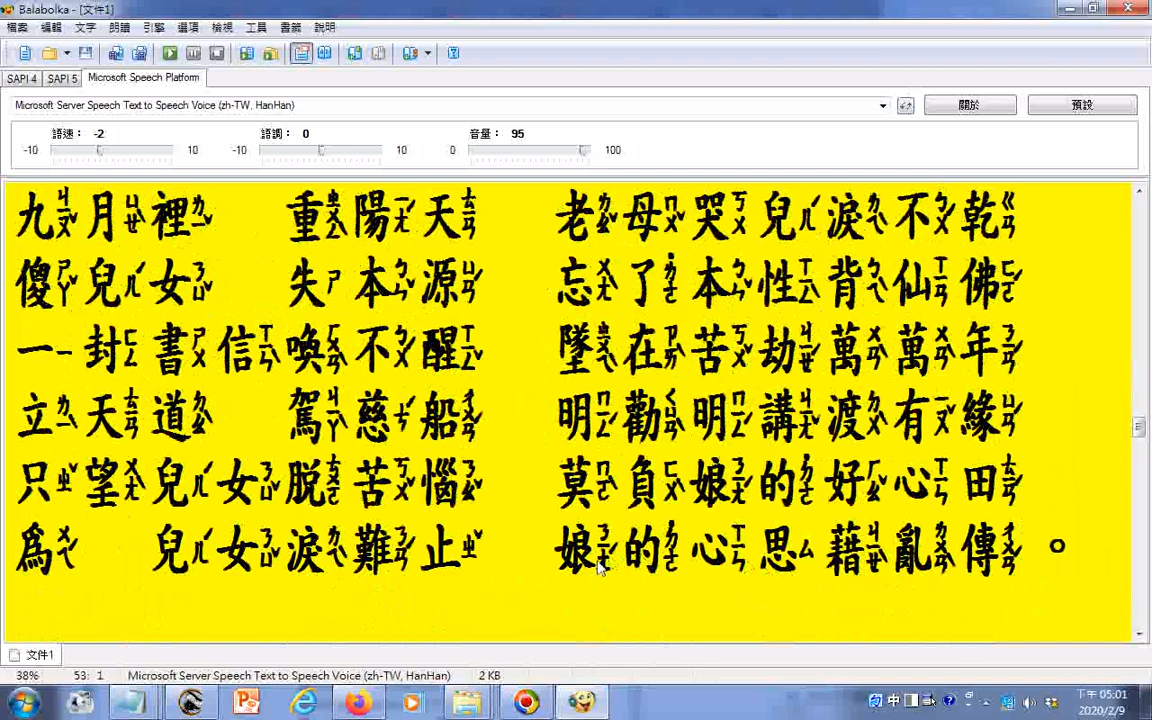 Balabolka - [文件1]
檔案 編輯 文字 朗讀 引擎 選項 檢視 工具 書籤 說明
SAPI 4 SAPI 5 Microsoft Speech Platform
Microsoft Server Speech Text to Speech Voice (zh-TW, HanHan) 關於 預設
語速： -2 語調： 0 音量： 95
-10 10 -10 10 0 100
九月裡 重陽天 老母哭兒淚不乾
傻兒女 失本源 忘了本性背仙佛
一封書信喚不醒 墜在苦劫萬萬年
立天道 駕慈船 明勸明講渡有緣
只望兒女脫苦惱 莫負娘的好心田
為 兒女淚難止 娘的心思藉亂傳。
文件1
38% 53: 1 Microsoft Server Speech Text to Speech Voice (zh-TW, HanHan) 2 KB
中 下午 05:01
2020/2/9